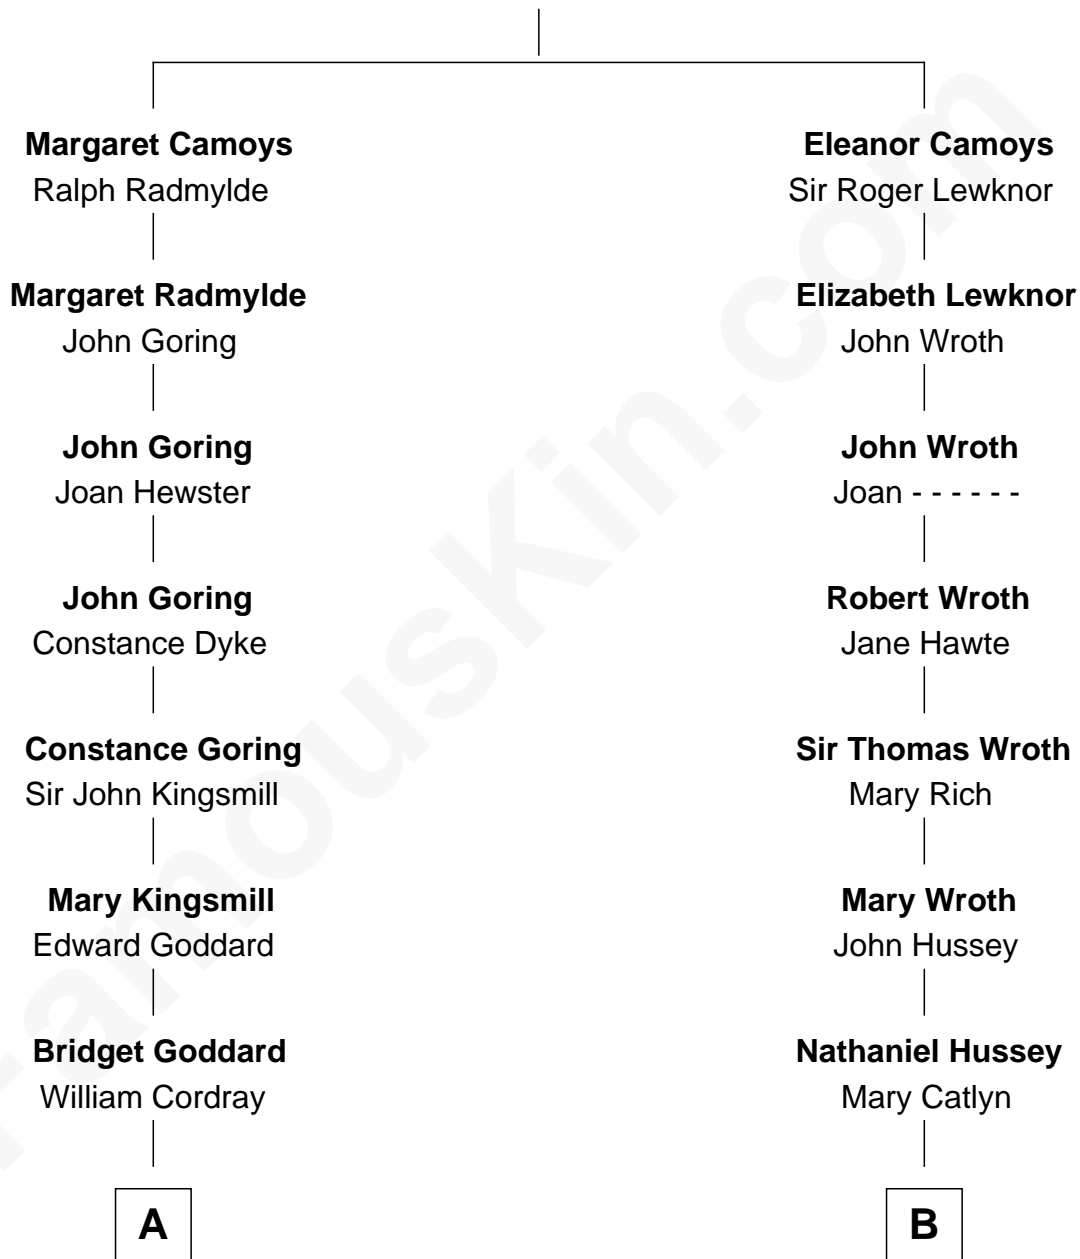 Margaret Camoys
Ralph Radmylde
Margaret Radmylde
John Goring
John Goring
Joan Hewster
John Goring
Constance Dyke
Constance Goring
Sir John Kingsmill
Mary Kingsmill
Edward Goddard
Bridget Goddard
William Cordray
A
Eleanor Camoys
Sir Roger Lewknor
Elizabeth Lewknor
John Wroth
John Wroth
Joan - - - - - -
Robert Wroth
Jane Hawte
Sir Thomas Wroth
Mary Rich
Mary Wroth
John Hussey
Nathaniel Hussey
Mary Catlyn
B
FamousKin.com